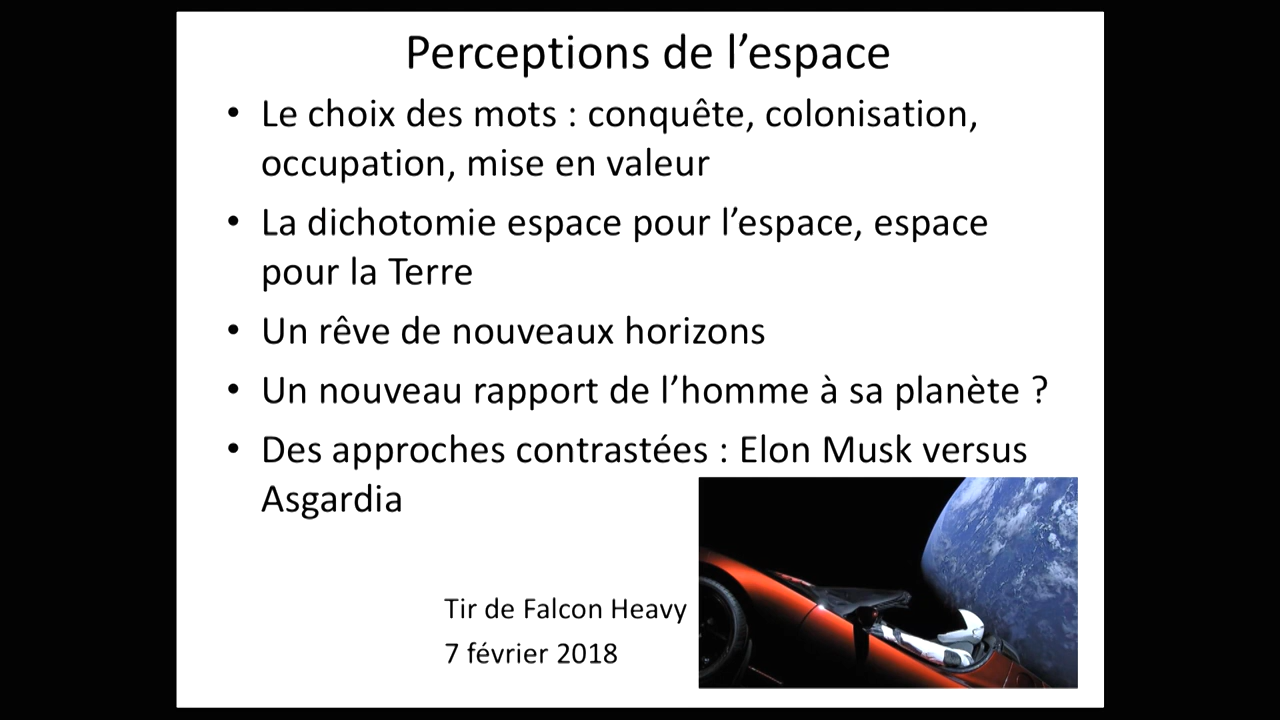 Perceptions de l’espace
• Le choix des mots : conquête, colonisation,
occupation, mise en valeur
• La dichotomie espace pour l’espace, espace
pour la Terre
• Un rêve de nouveaux horizons
• Un nouveau rapport de l’homme à sa planète ?
• Des approches contrastées : Elon Musk versus
Asgardia
Tir de Falcon Heavy
7 février 2018